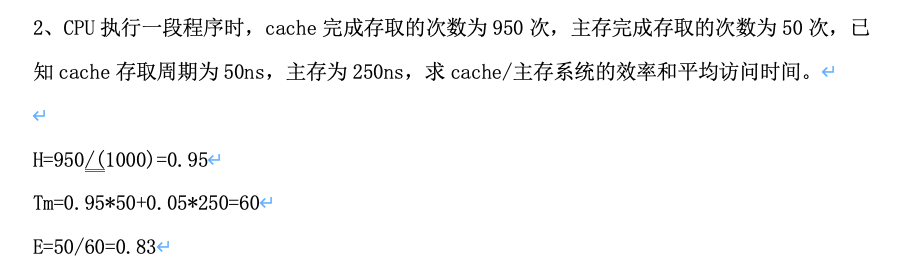 2、CPU 执行一段程序时，cache 完成存取的次数为 950 次，主存完成存取的次数为 50 次，已
知 cache 存取周期为 50ns，主存为 250ns，求 cache/主存系统的效率和平均访问时间。↵
↵
H=950/(1000)=0.95↵
Tm=0.95*50+0.05*250=60↵
E=50/60=0.83↵